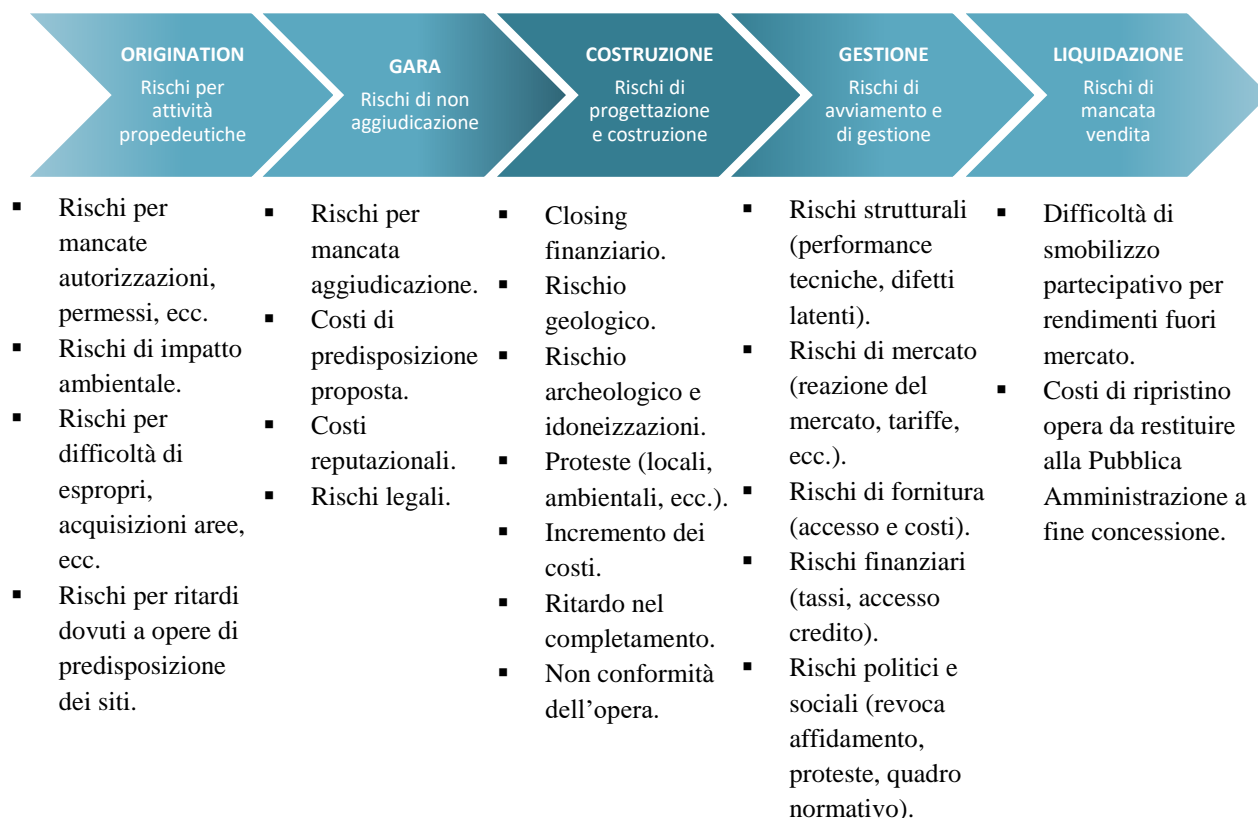 ORIGINATION
Rischi per
attività
propedeutiche
GARA
Rischi di non
aggiudicazione
COSTRUZIONE
Rischi di
progettazione
e costruzione
GESTIONE
Rischi di
avviamento e
di gestione
LIQUIDAZIONE
Rischi di
mancata
vendita
▪ Rischi per
mancate
autorizzazioni,
permessi, ecc.
▪ Rischi di impatto
ambientale.
▪ Rischi per
difficoltà di
espropri,
acquisizioni aree,
ecc.
▪ Rischi per ritardi
dovuti a opere di
predisposizione
dei siti.
▪ Rischi per
mancata
aggiudicazione.
▪ Costi di
predisposizione
proposta.
▪ Costi
reputazionali.
▪ Rischi legali.
▪ Closing
finanziario.
▪ Rischio
geologico.
▪ Rischio
archeologico e
idoneizzazioni.
▪ Proteste (locali,
ambientali, ecc.).
▪ Incremento dei
costi.
▪ Ritardo nel
completamento.
▪ Non conformità
dell’opera.
▪ Rischi strutturali
(performance
tecniche, difetti
latenti).
▪ Rischi di mercato
(reazione del
mercato, tariffe,
ecc.).
▪ Rischi di fornitura
(accesso e costi).
▪ Rischi finanziari
(tassi, accesso
credito).
▪ Rischi politici e
sociali (revoca
affidamento,
proteste, quadro
normativo).
▪ Difficoltà di
smobilizzo
partecipativo per
rendimenti fuori
mercato.
▪ Costi di ripristino
opera da restituire
alla Pubblica
Amministrazione a
fine concessione.